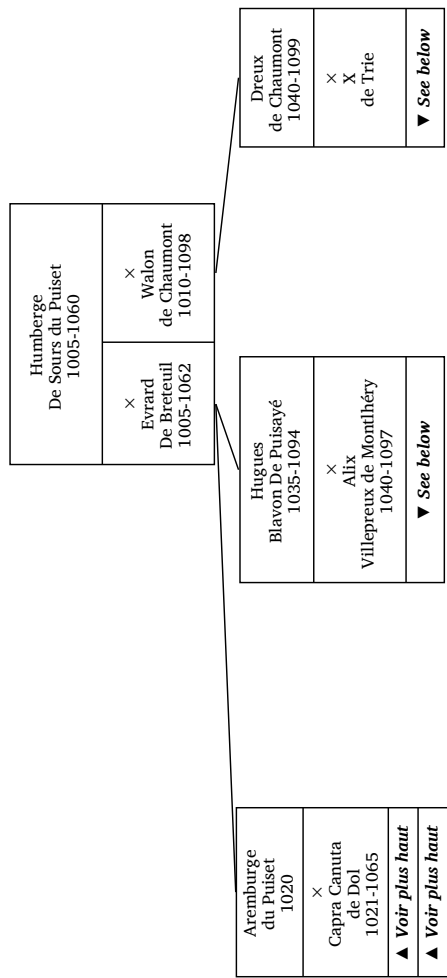 Humberge
De Sours du Puiset
1005-1060
×
Evrard
De Breteuil
1005-1062
×
Walon
de Chaumont
1010-1098
Aremburge
du Puiset
1020
×
Capra Canuta
de Dol
1021-1065
▲ Voir plus haut
▲ Voir plus haut
Hugues
Blavon De Puisayé
1035-1094
×
Alix
Villepreux de Montlhéry
1040-1097
▼ See below
Dreux
de Chaumont
1040-1099
×
X
de Trie
▼ See below